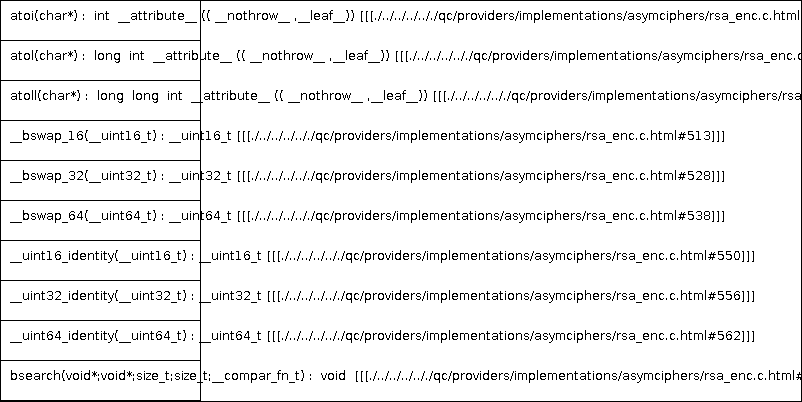 atoi(char*) : int __attribute__ (( __nothrow__ ,__leaf__)) [[[./../../../../qc/providers/implementations/asymciphers/rsa_enc.c.html
atol(char*) : long int __attribute__ (( __nothrow__ ,__leaf__)) [[[./../../../../qc/providers/implementations/asymciphers/rsa_enc.c
atoll(char*) : long long int __attribute__ (( __nothrow__ ,__leaf__)) [[[./../../../../qc/providers/implementations/asymciphers/rsa
__bswap_16(__uint16_t) : __uint16_t [[[./../../../../qc/providers/implementations/asymciphers/rsa_enc.c.html#513]]]
__bswap_32(__uint32_t) : __uint32_t [[[./../../../../qc/providers/implementations/asymciphers/rsa_enc.c.html#528]]]
__bswap_64(__uint64_t) : __uint64_t [[[./../../../../qc/providers/implementations/asymciphers/rsa_enc.c.html#538]]]
__uint16_identity(__uint16_t) : __uint16_t [[[./../../../../qc/providers/implementations/asymciphers/rsa_enc.c.html#550]]]
__uint32_identity(__uint32_t) : __uint32_t [[[./../../../../qc/providers/implementations/asymciphers/rsa_enc.c.html#556]]]
__uint64_identity(__uint64_t) : __uint64_t [[[./../../../../qc/providers/implementations/asymciphers/rsa_enc.c.html#562]]]
bsearch(void*;void*;size_t;size_t;__compar_fn_t) : void [[[./../../../../qc/providers/implementations/asymciphers/rsa_enc.c.html#